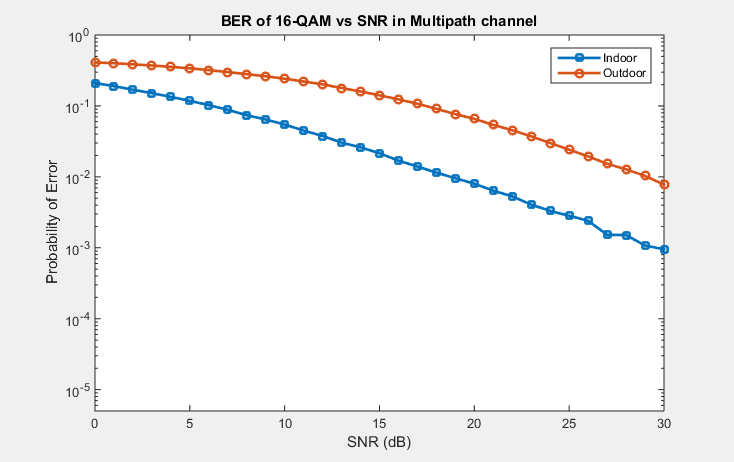 BER of 16-QAM vs SNR in Multipath channel
Indoor
Outdoor
Probability of Error
10^0
10^-1
10^-2
10^-3
10^-4
10^-5
0 5 10 15 20 25 30
SNR (dB)